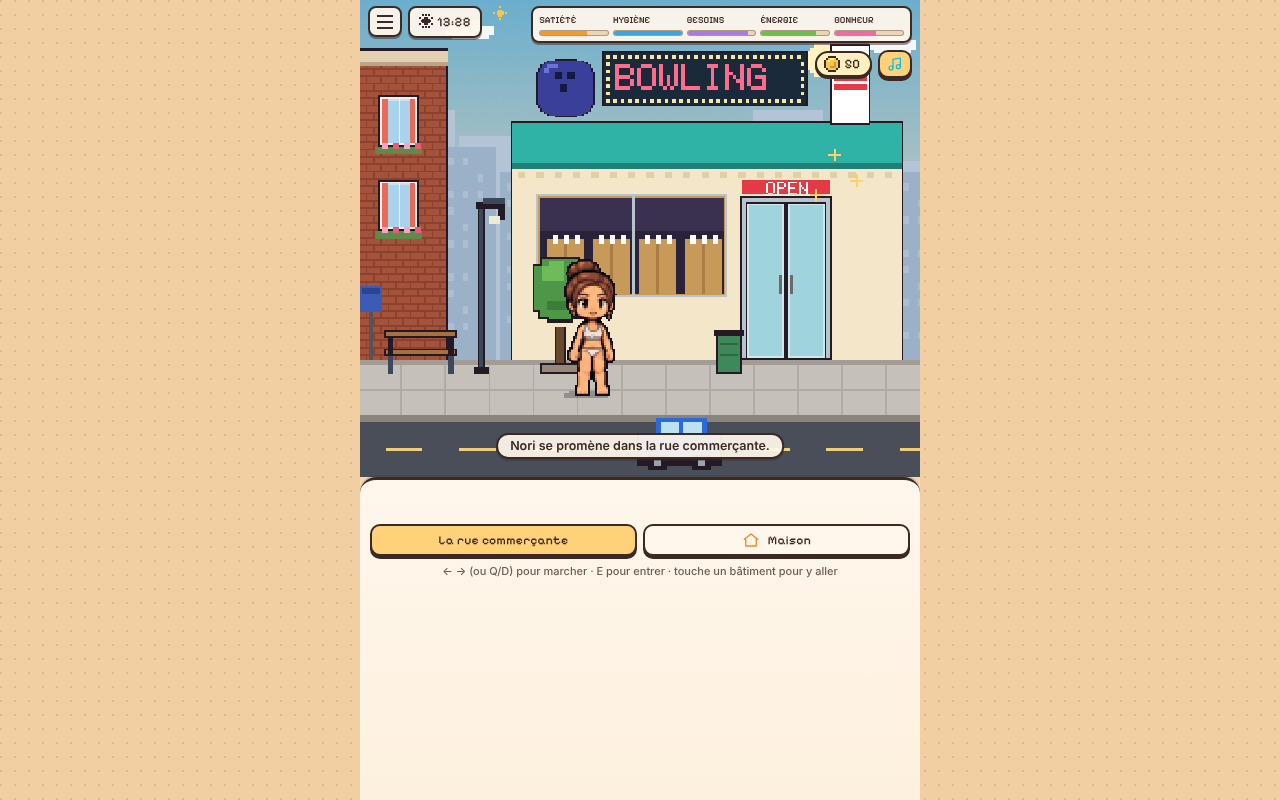 13:28
SATIÉTÉ
HYGIÈNE
BESOINS
ÉNERGIE
BONHEUR
80
BOWLING
OPEN
Nori se promène dans la rue commerçante.
La rue commerçante
Maison
← → (ou Q/D) pour marcher · E pour entrer · touche un bâtiment pour y aller